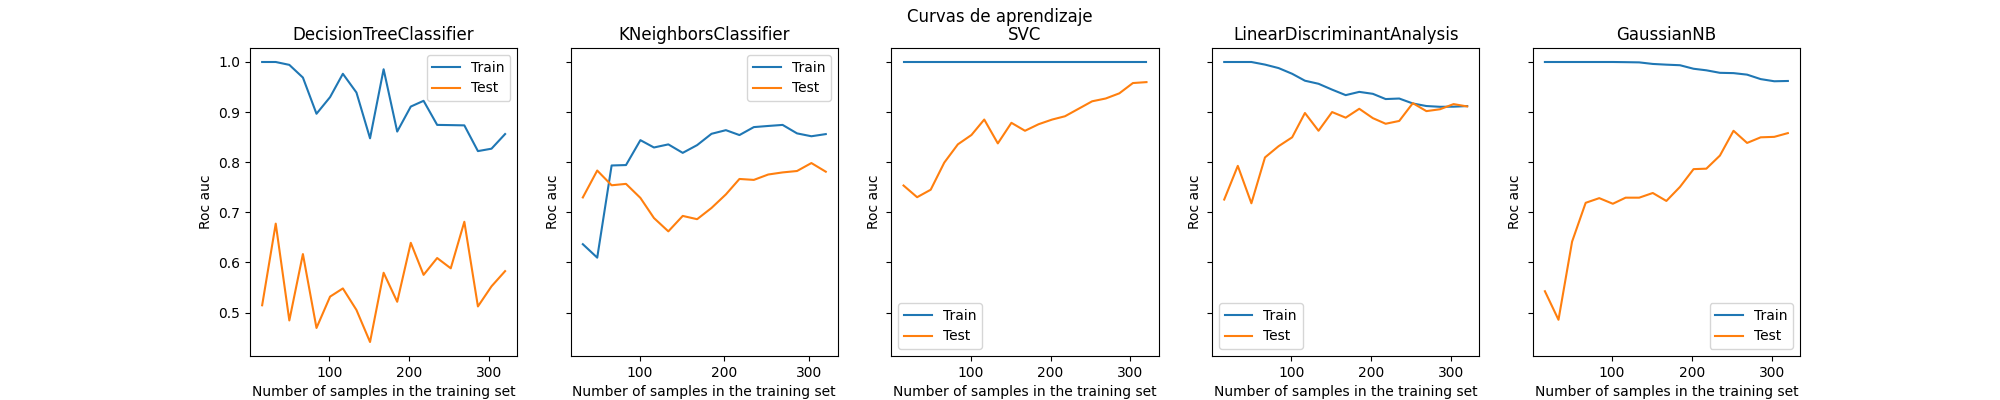 Curvas de aprendizaje
DecisionTreeClassifier
KNeighborsClassifier
SVC
LinearDiscriminantAnalysis
GaussianNB
Roc auc
1.0
0.9
0.8
0.7
0.6
0.5
Train
Test
100 200 300
Number of samples in the training set
Roc auc
Train
Test
100 200 300
Number of samples in the training set
Roc auc
Train
Test
100 200 300
Number of samples in the training set
Roc auc
Train
Test
100 200 300
Number of samples in the training set
Roc auc
Train
Test
100 200 300
Number of samples in the training set